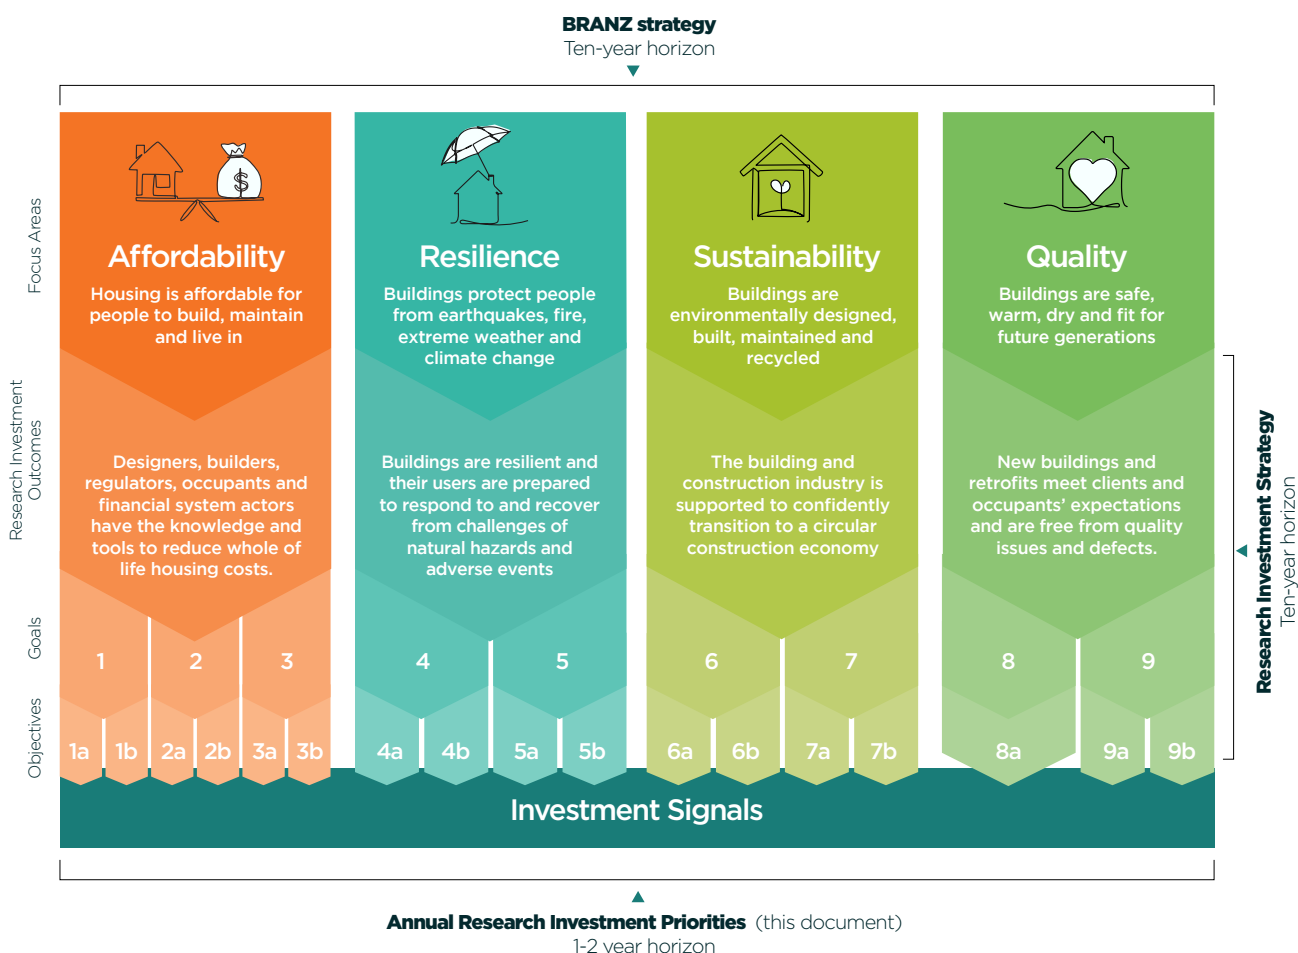 BRANZ strategy
Ten-year horizon
Focus Areas
Affordability
Housing is affordable for
people to build, maintain
and live in
Resilience
Buildings protect people
from earthquakes, fire,
extreme weather and
climate change
Sustainability
Buildings are
environmentally designed,
built, maintained and
recycled
Quality
Buildings are safe,
warm, dry and fit for
future generations
Research Investment
Outcomes
Designers, builders,
regulators, occupants and
financial system actors
have the knowledge and
tools to reduce whole of
life housing costs.
Buildings are resilient and
their users are prepared
to respond to and recover
from challenges of
natural hazards and
adverse events
The building and
construction industry is
supported to confidently
transition to a circular
construction economy
New buildings and
retrofits meet clients and
occupants’ expectations
and are free from quality
issues and defects.
Research Investment Strategy
Ten-year horizon
Goals
1
2
3
4
5
6
7
8
9
Objectives
1a
1b
2a
2b
3a
3b
4a
4b
5a
5b
6a
6b
7a
7b
8a
9a
9b
Investment Signals
Annual Research Investment Priorities (this document)
1-2 year horizon
$